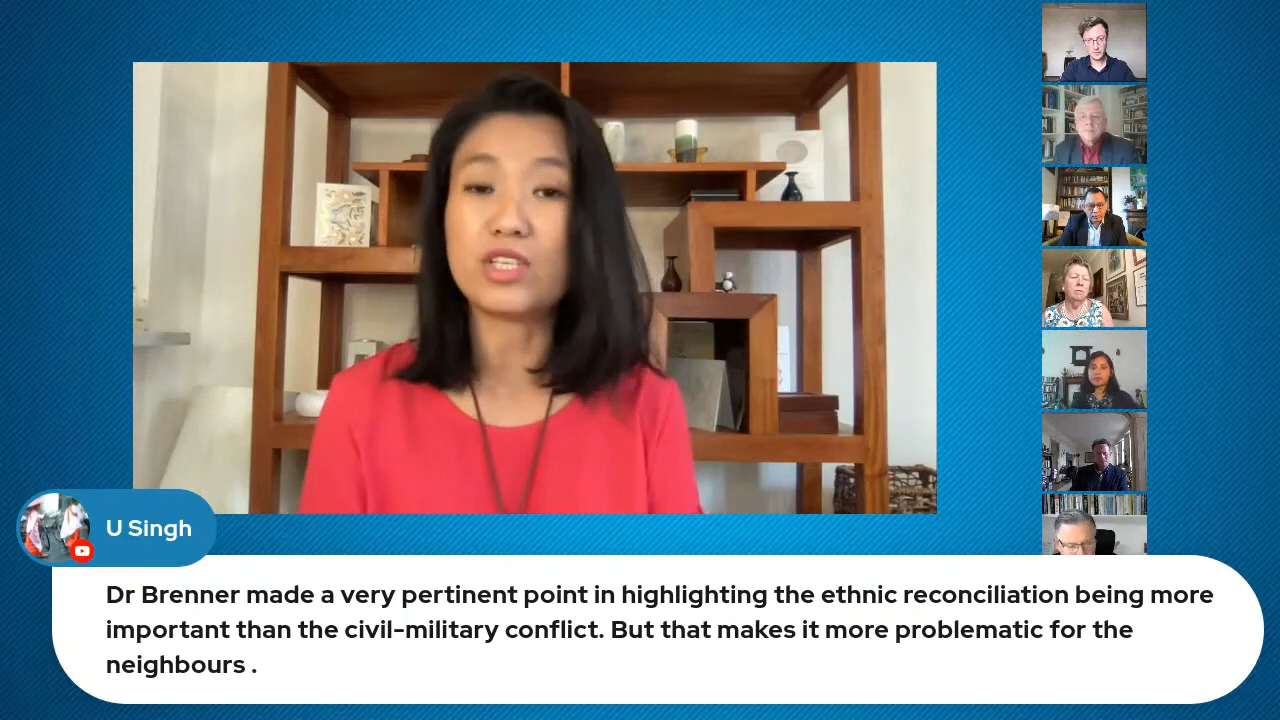 U Singh
Dr Brenner made a very pertinent point in highlighting the ethnic reconciliation being more
important than the civil-military conflict. But that makes it more problematic for the
neighbours .